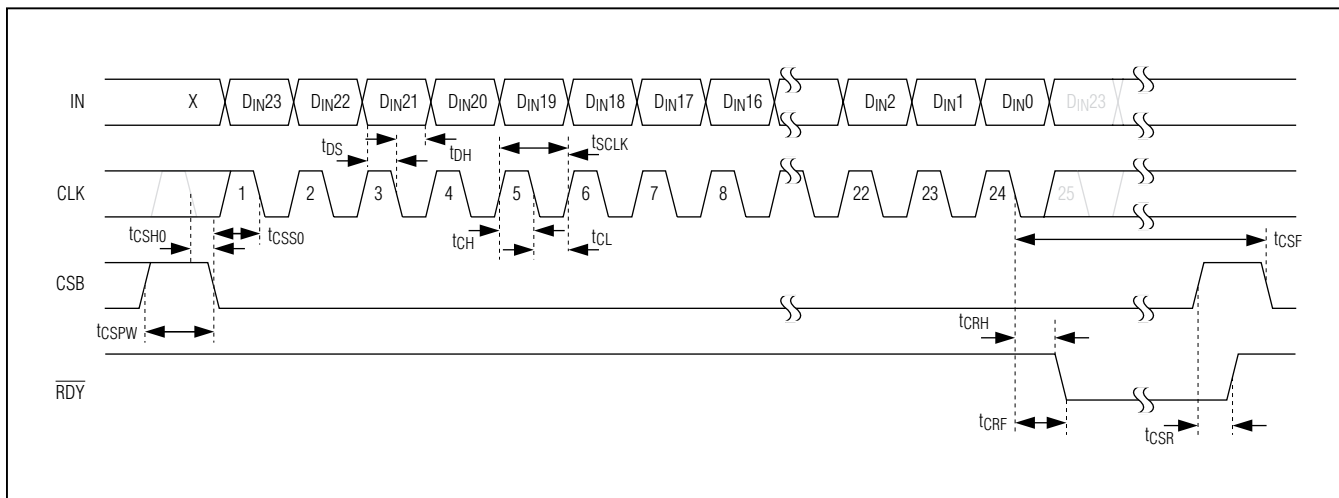 IN X DIN23 DIN22 DIN21 DIN20 DIN19 DIN18 DIN17 DIN16 DIN2 DIN1 DIN0 DIN23
tDS tDH tSCLK
CLK 1 2 3 4 5 6 7 8 22 23 24 25
tCSH0 tCSS0 tCH tCL tCSF
CSB
tCSPW tCRH
RDY
tCRF tCSR